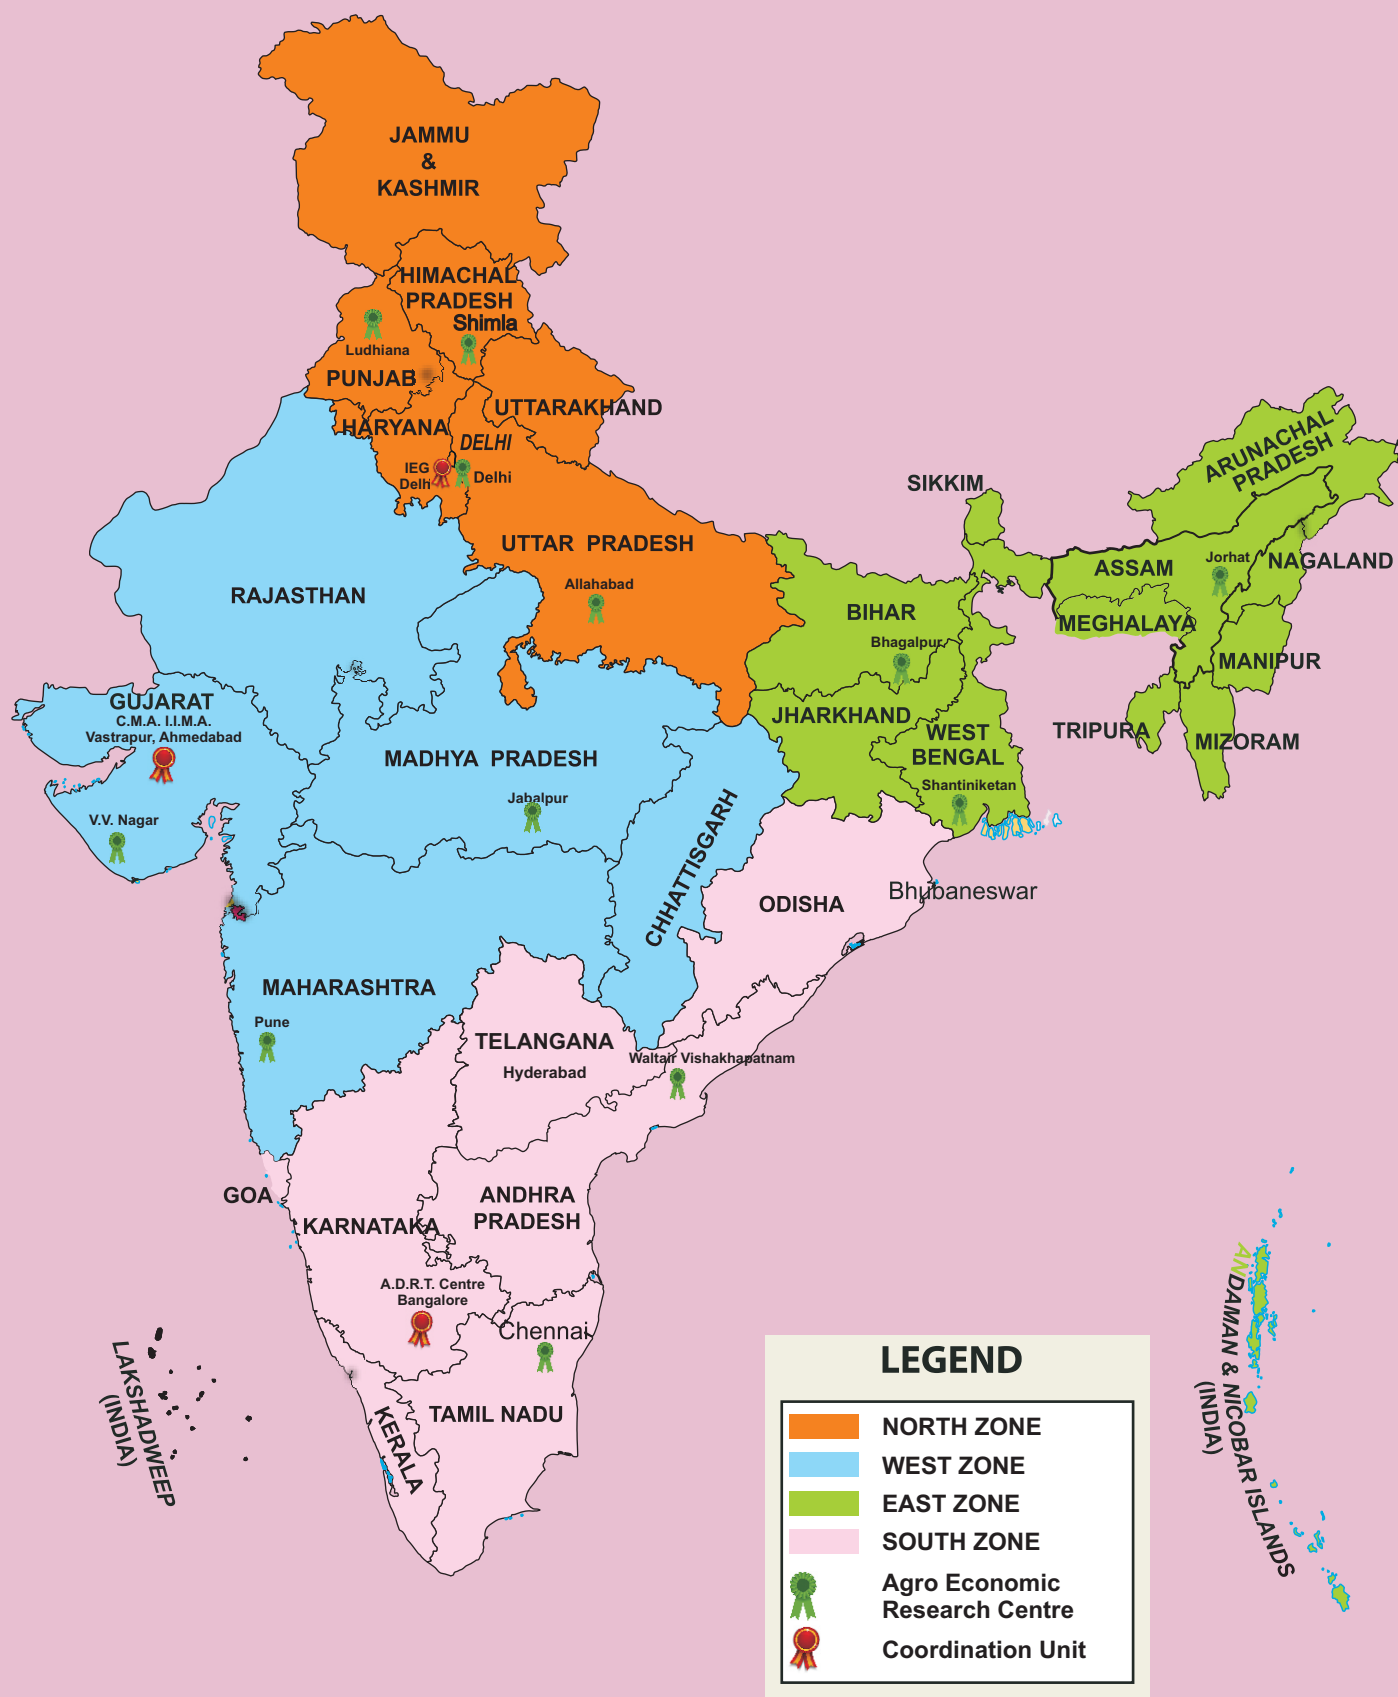 JAMMU
&
KASHMIR
HIMACHAL
PRADESH
Shimla
Ludhiana
PUNJAB
UTTARAKHAND
HARYANA
DELHI
IEG
Delh
Delhi
SIKKIM
ARUNACHAL
PRADESH
UTTAR PRADESH
Allahabad
RAJASTHAN
BIHAR
Bhagalpur
ASSAM
Jorhat
NAGALAND
MEGHALAYA
MANIPUR
TRIPURA
MIZORAM
GUJARAT
C.M.A. I.I.M.A.
Vastrapur, Ahmedabad
V.V. Nagar
MADHYA PRADESH
Jabalpur
JHARKHAND
WEST
BENGAL
Shantiniketan
CHHATTISGARH
ODISHA
Bhubaneswar
MAHARASHTRA
Pune
TELANGANA
Hyderabad
Waltair Vishakhapatnam
GOA
KARNATAKA
ANDHRA
PRADESH
A.D.R.T. Centre
Bangalore
Chennai
TAMIL NADU
KERALA
LAKSHADWEEP
(INDIA)
ANDAMAN & NICOBAR ISLANDS
(INDIA)
LEGEND
NORTH ZONE
WEST ZONE
EAST ZONE
SOUTH ZONE
Agro Economic
Research Centre
Coordination Unit